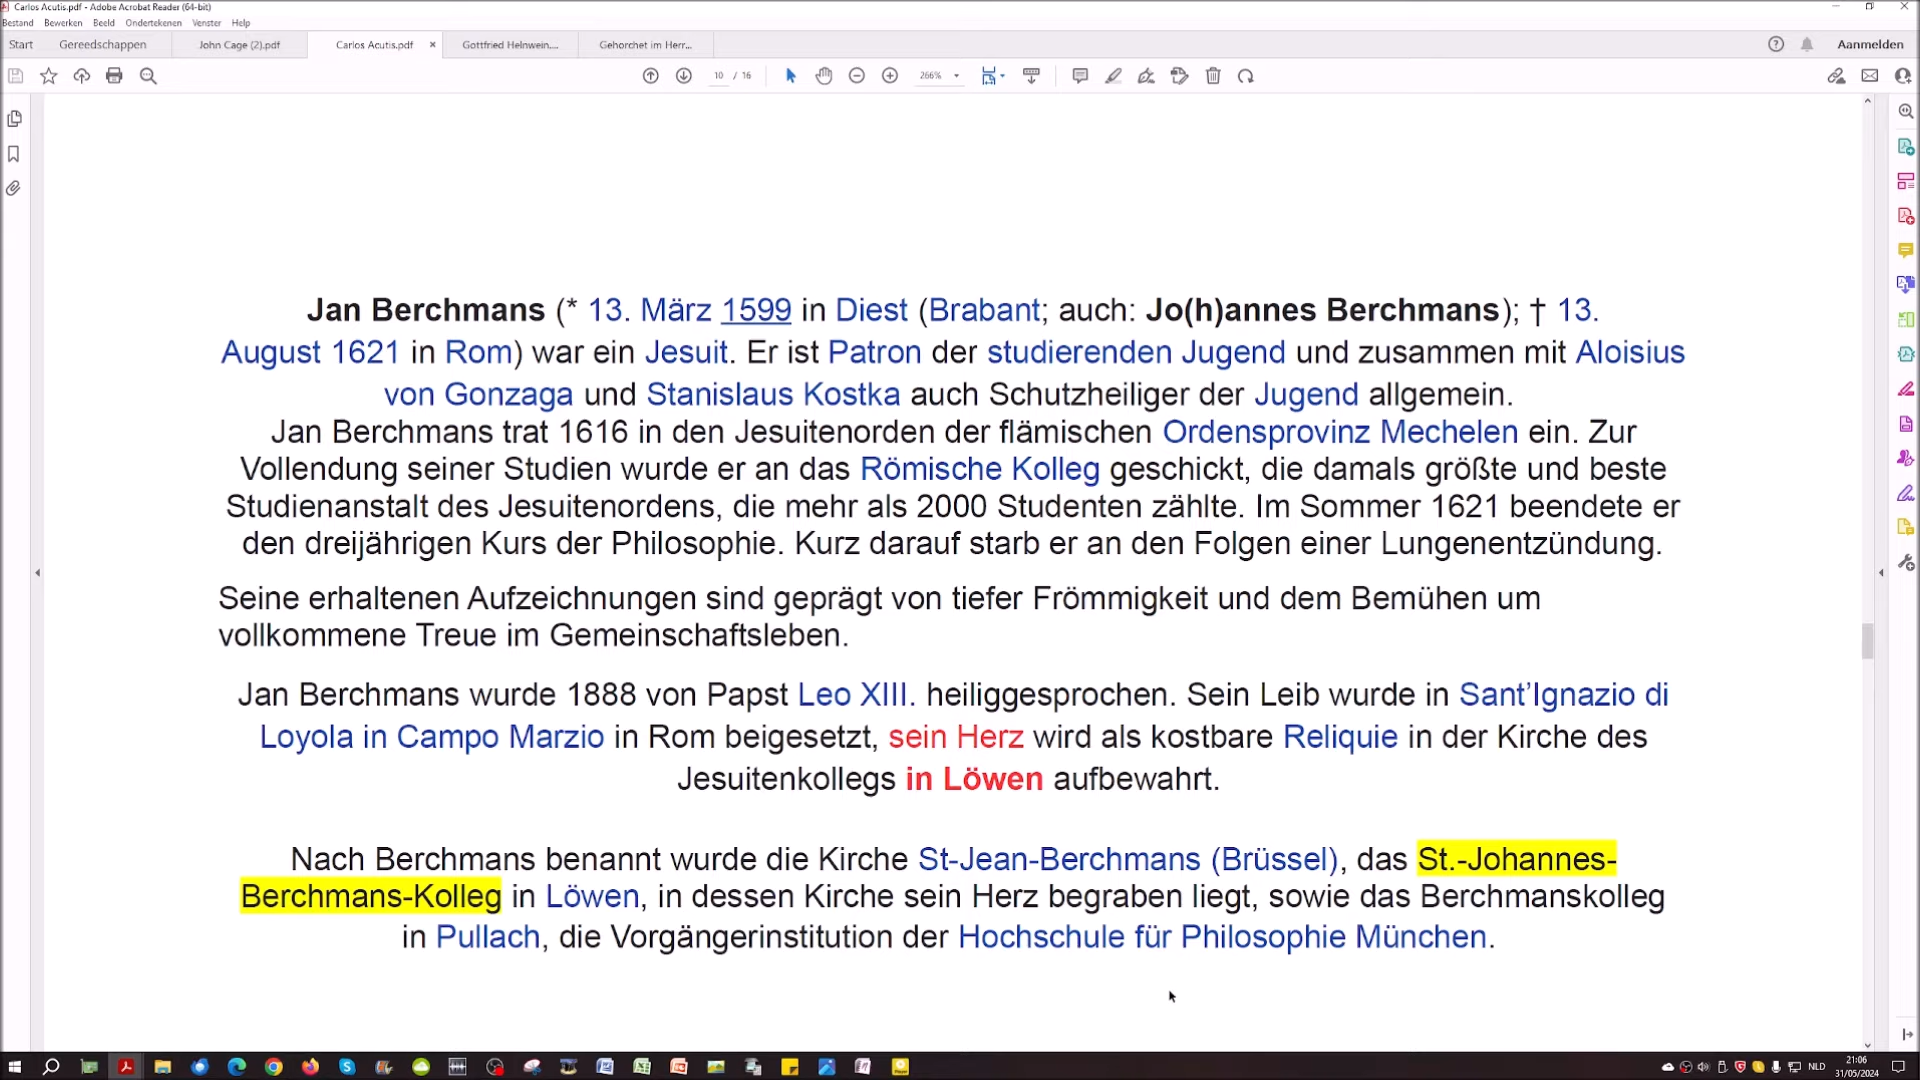 Carlos Acutis.pdf - Adobe Acrobat Reader (64-bit)
Bestand Bewerken Beeld Ondertekenen Venster Help
Start Gereedschappen John Cage (2).pdf Carlos Acutis.pdf × Gottfried Helnwein.... Gehorchet im Herr... Anmelden
10 / 16 266%
Jan Berchmans (* 13. März 1599 in Diest (Brabant; auch: Jo(h)annes Berchmans); † 13.
August 1621 in Rom) war ein Jesuit. Er ist Patron der studierenden Jugend und zusammen mit Aloisius
von Gonzaga und Stanislaus Kostka auch Schutzheiliger der Jugend allgemein.
Jan Berchmans trat 1616 in den Jesuitenorden der flämischen Ordensprovinz Mechelen ein. Zur
Vollendung seiner Studien wurde er an das Römische Kolleg geschickt, die damals größte und beste
Studienanstalt des Jesuitenordens, die mehr als 2000 Studenten zählte. Im Sommer 1621 beendete er
den dreijährigen Kurs der Philosophie. Kurz darauf starb er an den Folgen einer Lungenentzündung.
Seine erhaltenen Aufzeichnungen sind geprägt von tiefer Frömmigkeit und dem Bemühen um
vollkommene Treue im Gemeinschaftsleben.
Jan Berchmans wurde 1888 von Papst Leo XIII. heiliggesprochen. Sein Leib wurde in Sant’Ignazio di
Loyola in Campo Marzio in Rom beigesetzt, sein Herz wird als kostbare Reliquie in der Kirche des
Jesuitenkollegs in Löwen aufbewahrt.
Nach Berchmans benannt wurde die Kirche St-Jean-Berchmans (Brüssel), das St.-Johannes-
Berchmans-Kolleg in Löwen, in dessen Kirche sein Herz begraben liegt, sowie das Berchmanskolleg
in Pullach, die Vorgängerinstitution der Hochschule für Philosophie München.
NLD
21:06
31/05/2024